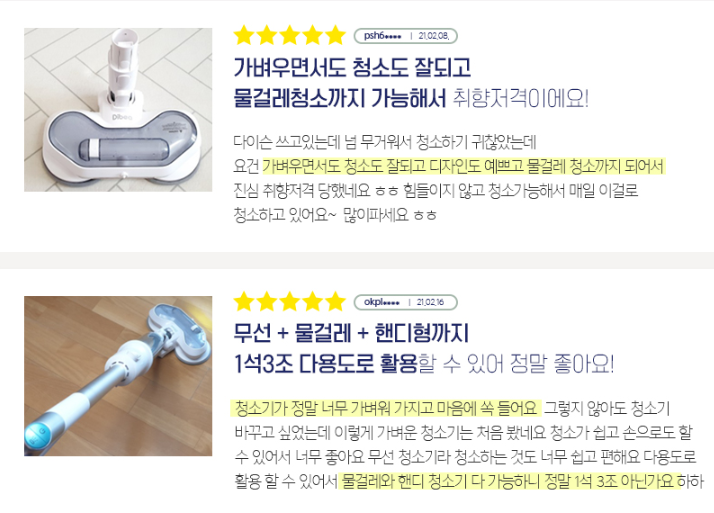 ★★★★★ psh6●●●● | 21.02.08.
가벼우면서도 청소도 잘되고
물걸레청소까지 가능해서 취향저격이에요!
다이슨 쓰고있는데 넘 무거워서 청소하기 귀찮았는데
요건 가벼우면서도 청소도 잘되고 디자인도 예쁘고 물걸레 청소까지 되어서
진심 취향저격 당했네요 ㅎㅎ 힘들이지 않고 청소가능해서 매일 이걸로
청소하고 있어요~ 많이파세요 ㅎㅎ
★★★★★ okpl●●●● | 21.02.16
무선 + 물걸레 + 핸디형까지
1석3조 다용도로 활용할 수 있어 정말 좋아요!
청소기가 정말 너무 가벼워 가지고 마음에 쏙 들어요 그렇지 않아도 청소기
바꾸고 싶었는데 이렇게 가벼운 청소기는 처음 봤네요 청소가 쉽고 손으로도 할
수 있어서 너무 좋아요 무선 청소기라 청소하는 것도 너무 쉽고 편해요 다용도로
활용 할 수 있어서 물걸레와 핸디 청소기 다 가능하니 정말 1석 3조 아닌가요 하하